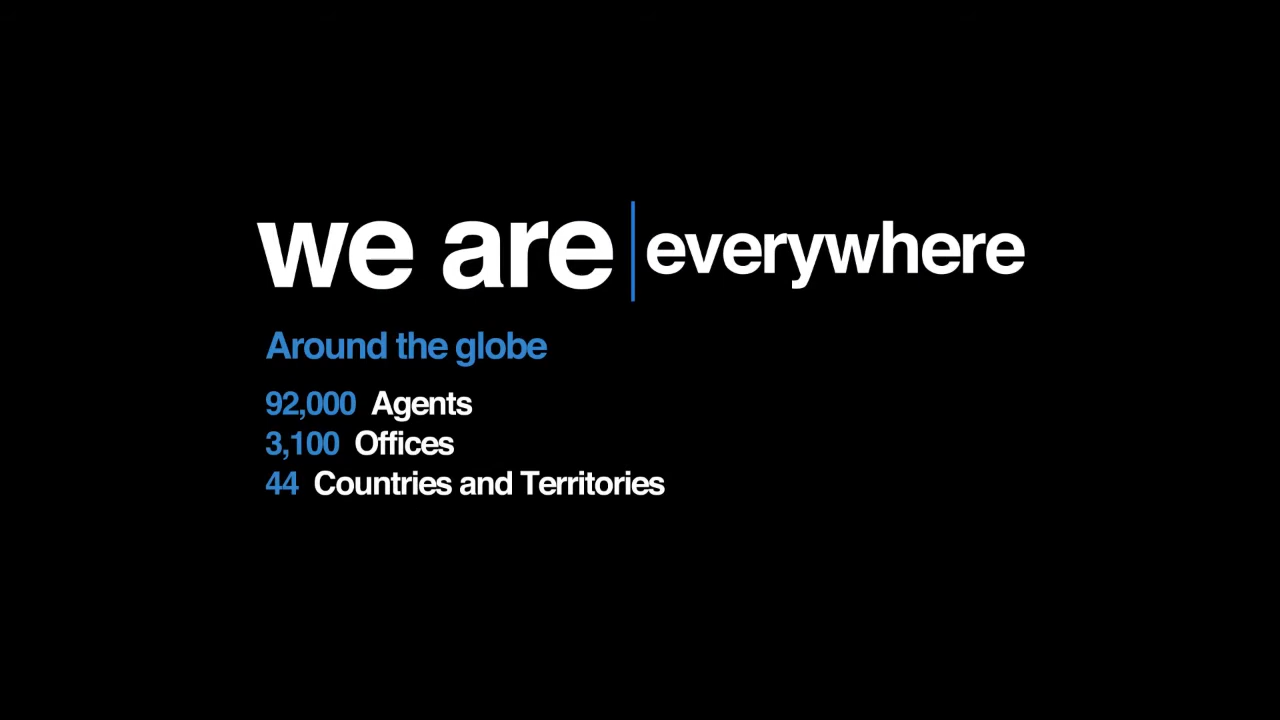 we are everywhere
Around the globe
92,000 Agents
3,100 Offices
44 Countries and Territories